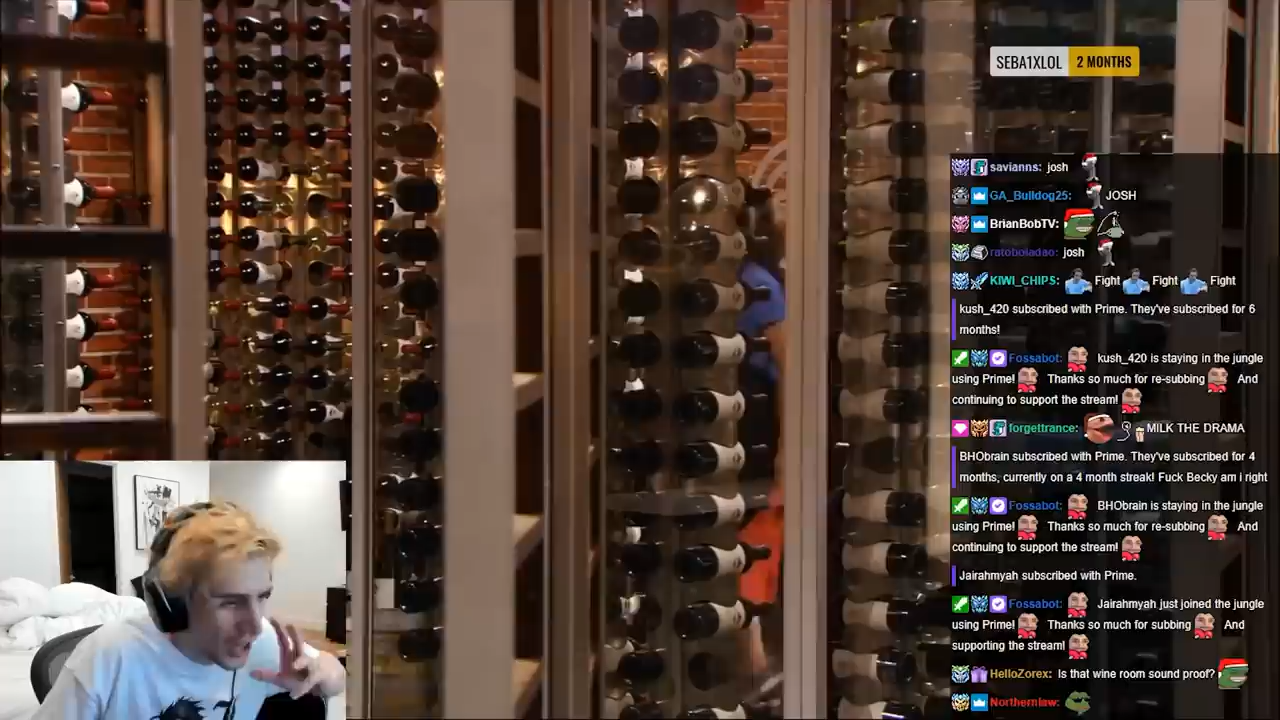 SEBA1XLOL 2 MONTHS
savianns: josh
GA_Bulldog25: JOSH
BrianBobTV:
ratoboladao: josh
KIWI_CHIPS: Fight Fight Fight
kush_420 subscribed with Prime. They've subscribed for 6
months!
Fossabot: kush_420 is staying in the jungle
using Prime! Thanks so much for re-subbing And
continuing to support the stream!
forgettrance: MILK THE DRAMA
BHObrain subscribed with Prime. They've subscribed for 4
months, currently on a 4 month streak! Fuck Becky am i right
Fossabot: BHObrain is staying in the jungle
using Prime! Thanks so much for re-subbing And
continuing to support the stream!
Jairahmyah subscribed with Prime.
Fossabot: Jairahmyah just joined the jungle
using Prime! Thanks so much for subbing And
supporting the stream!
HelloZorex: Is that wine room sound proof?
Northernlaw: